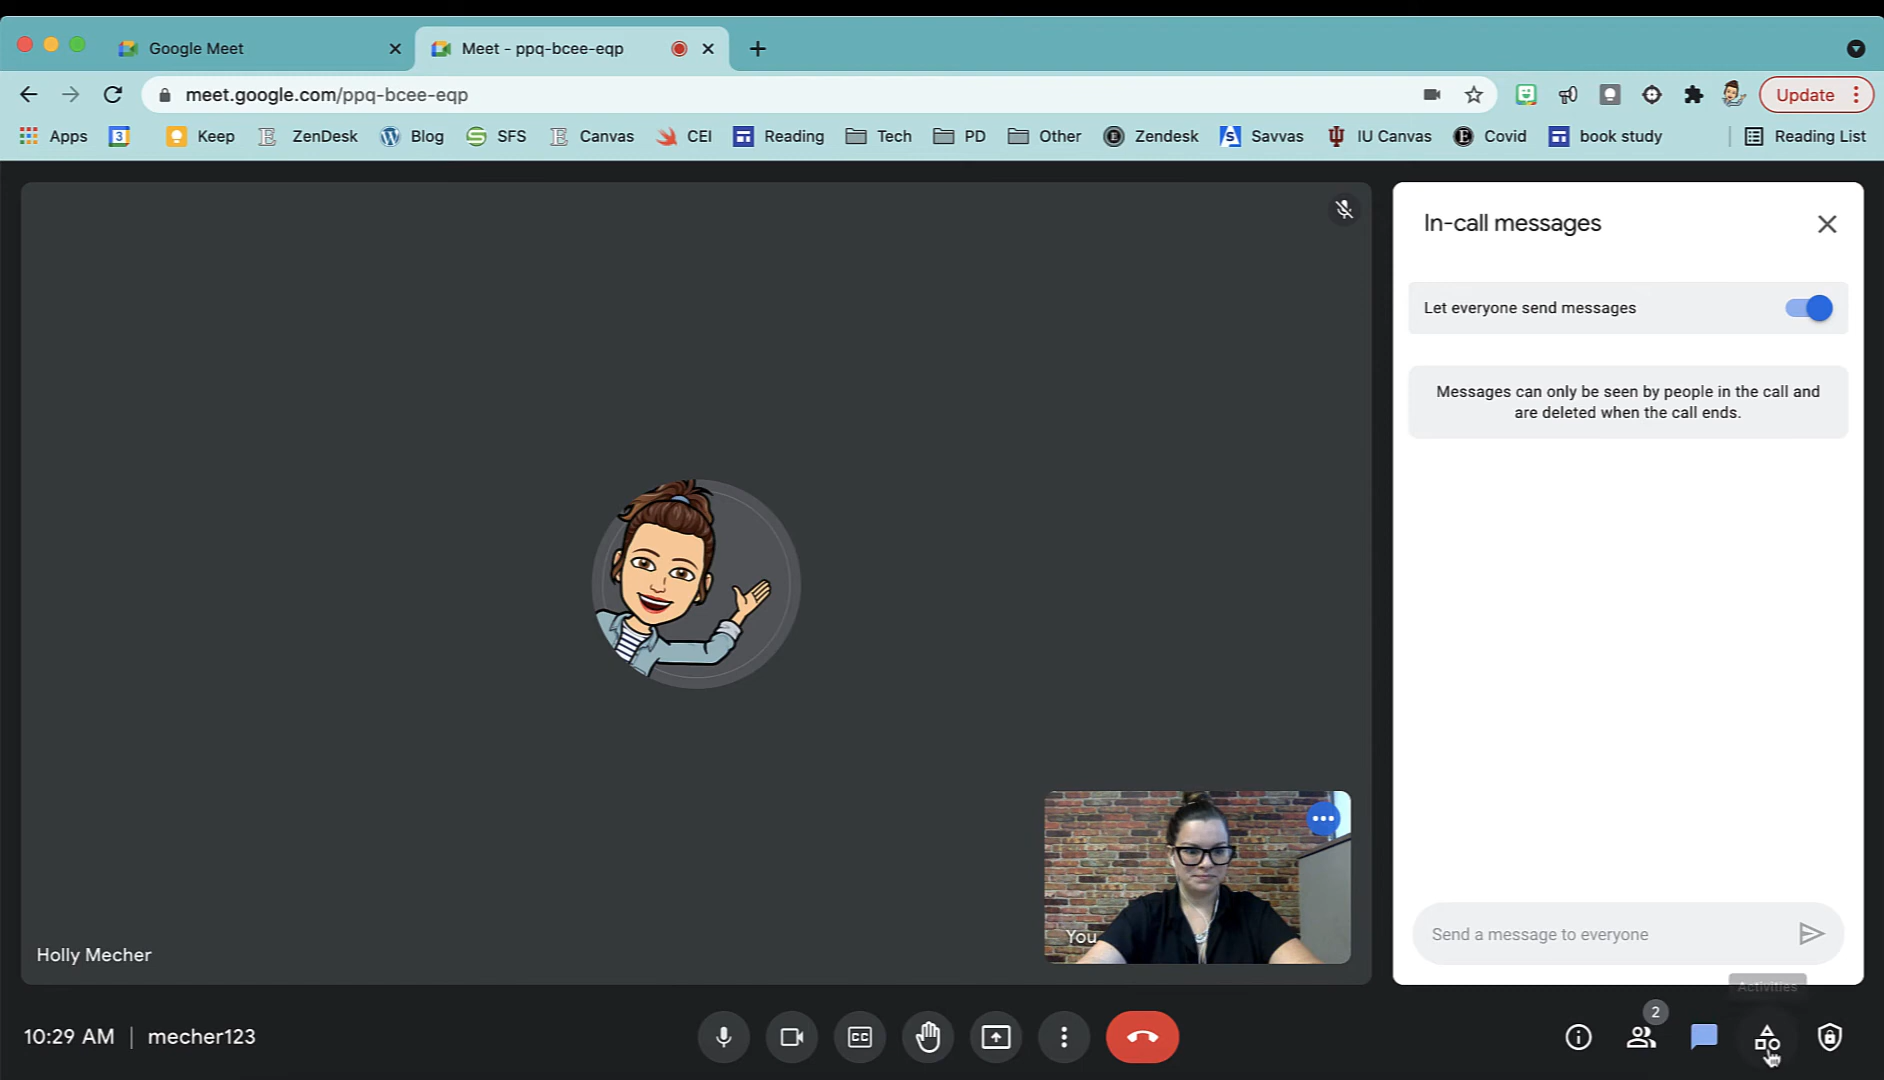 Google Meet
Meet - ppq-bcee-eqp
meet.google.com/ppq-bcee-eqp
Update
Apps
3
Keep
E
ZenDesk
Blog
S
SFS
E
Canvas
CEI
Reading
Tech
PD
Other
E
Zendesk
S
Savvas
IU Canvas
E
Covid
book study
Reading List
In-call messages
Let everyone send messages
Messages can only be seen by people in the call and
are deleted when the call ends.
You
Holly Mecher
Send a message to everyone
Activities
10:29 AM | mecher123
CC
2